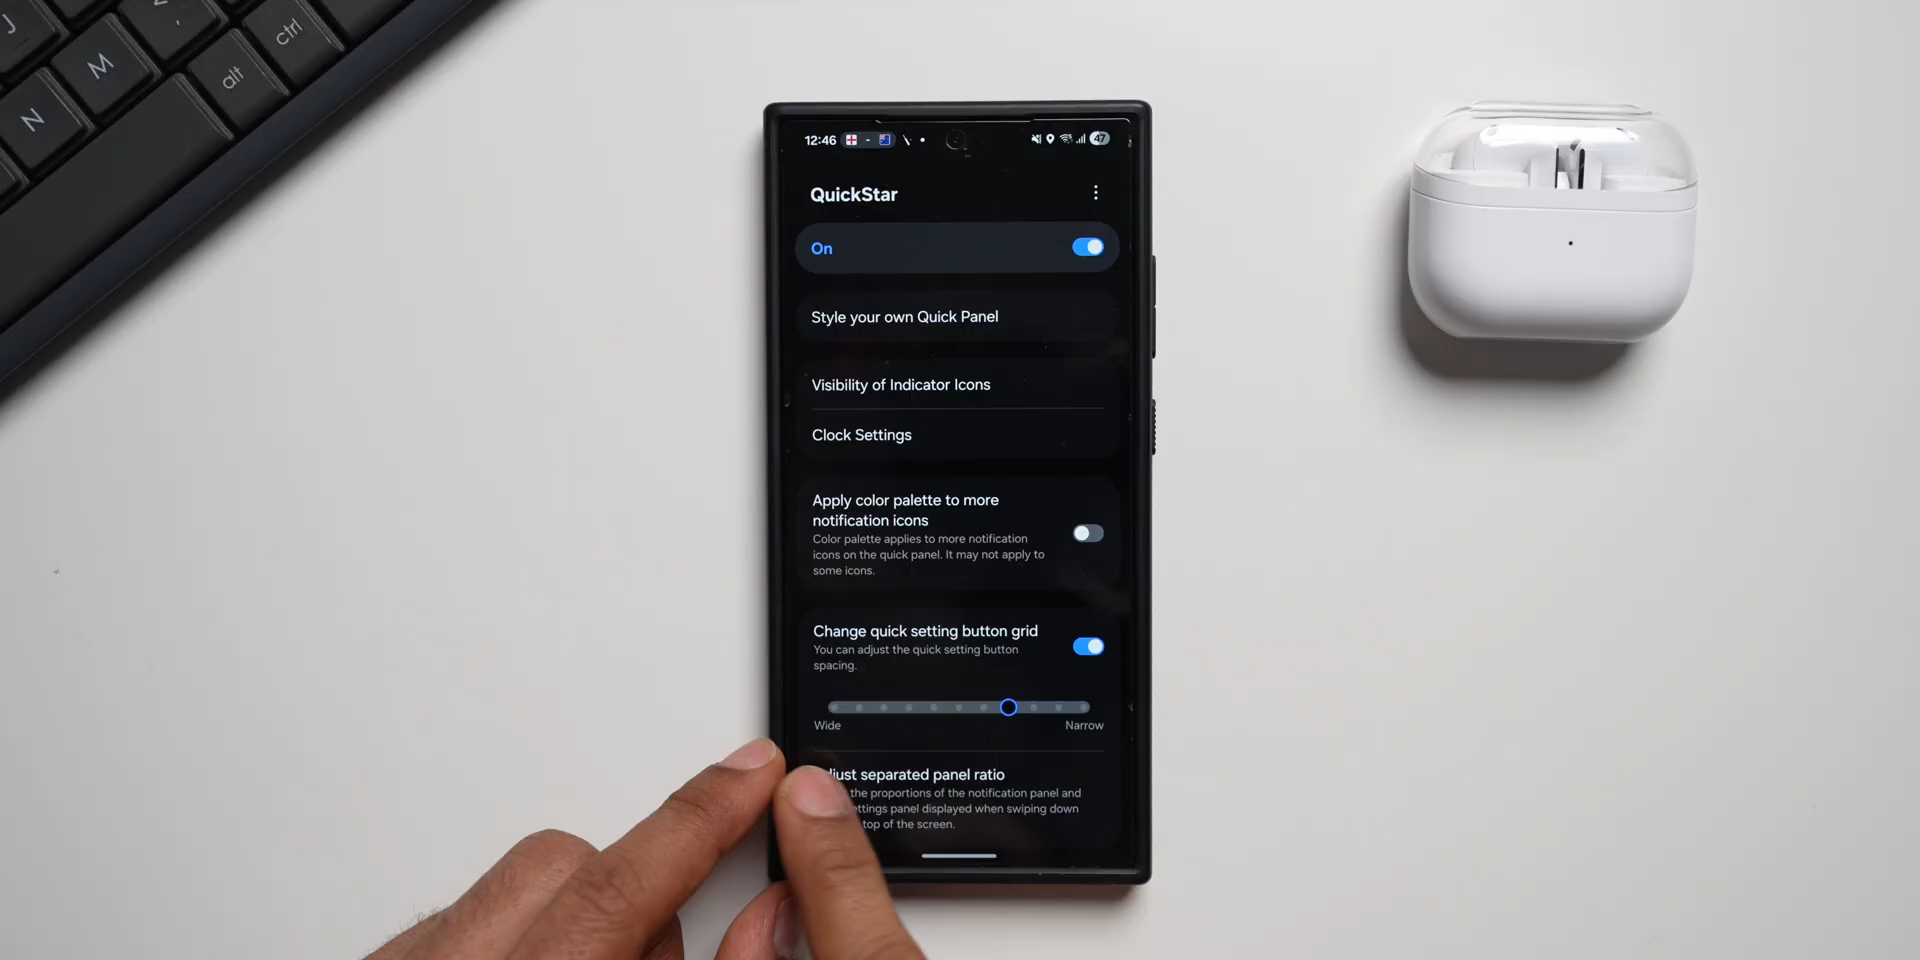 J
M
N
alt
ctrl
12:46
47
QuickStar
On
Style your own Quick Panel
Visibility of Indicator Icons
Clock Settings
Apply color palette to more
notification icons
Color palette applies to more notification
icons on the quick panel. It may not apply to
some icons.
Change quick setting button grid
You can adjust the quick setting button
spacing.
Wide
Narrow
separated panel ratio
the proportions of the notification panel and
panel displayed when swiping down
top of the screen.